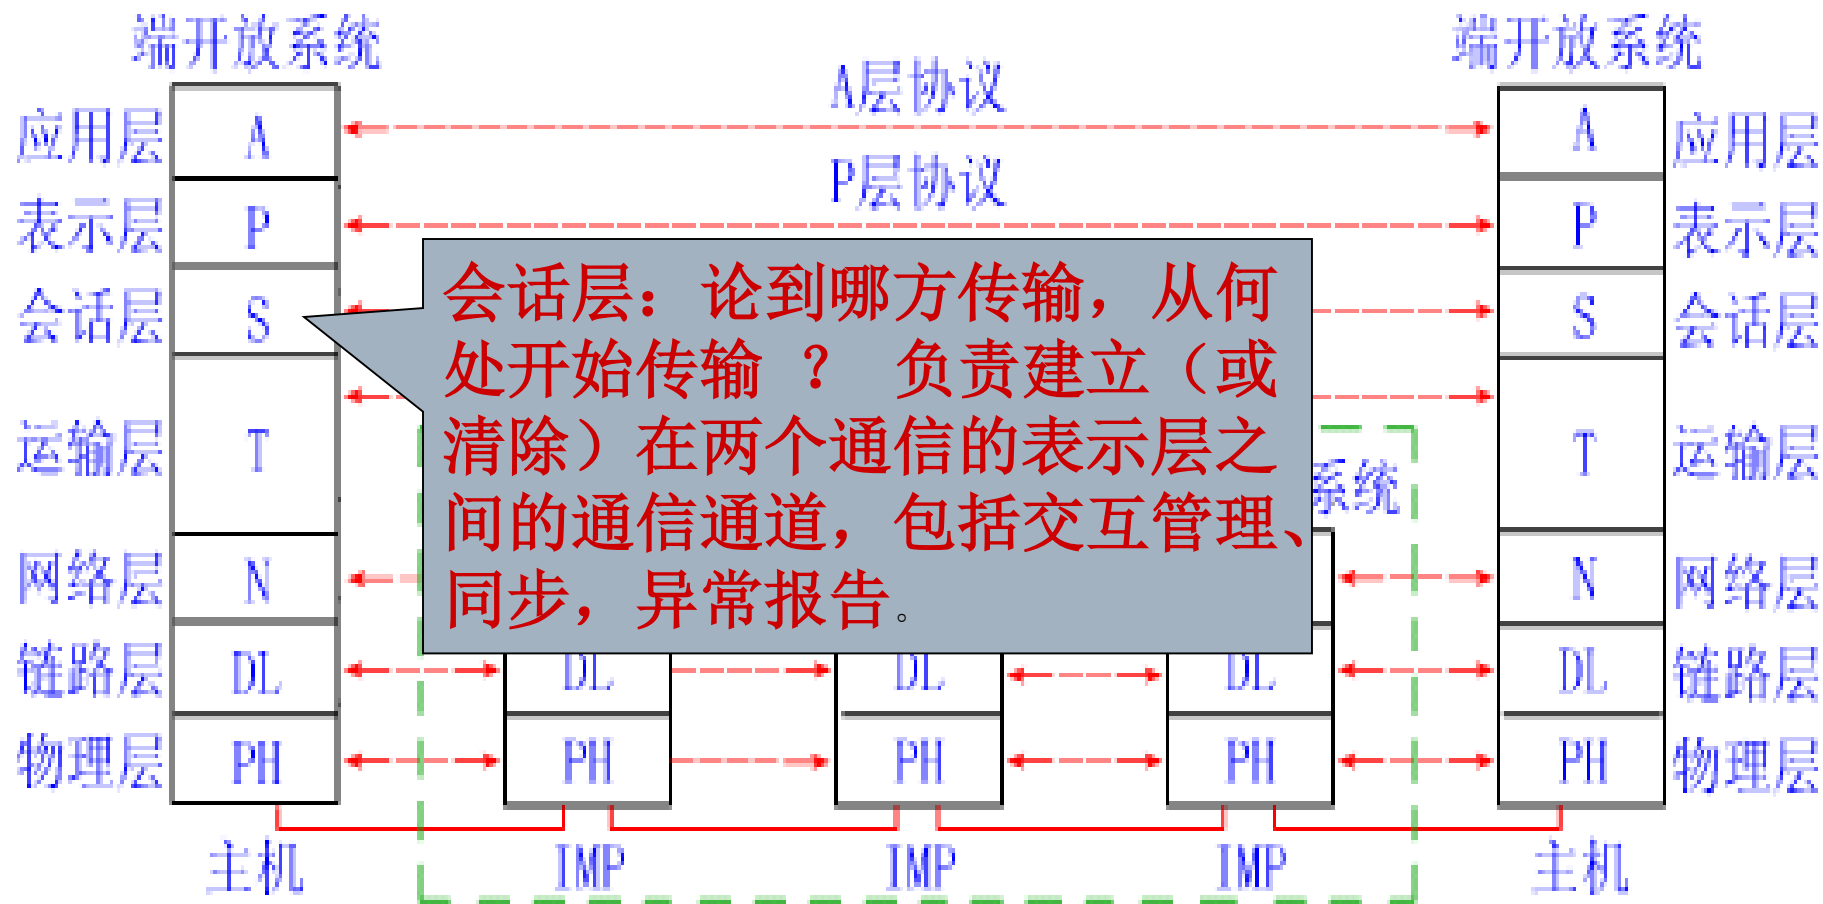 端开放系统
端开放系统
A层协议
应用层 A
A 应用层
P层协议
表示层 P
P 表示层
会话层 S
S 会话层
会话层：论到哪方传输，从何
处开始传输 ？ 负责建立（或
清除）在两个通信的表示层之
间的通信通道，包括交互管理、
同步，异常报告。
运输层 T
T 运输层
系统
网络层 N
N 网络层
链路层 DL DL DL DL DL 链路层
物理层 PH PH PH PH PH 物理层
主机 IMP IMP IMP 主机